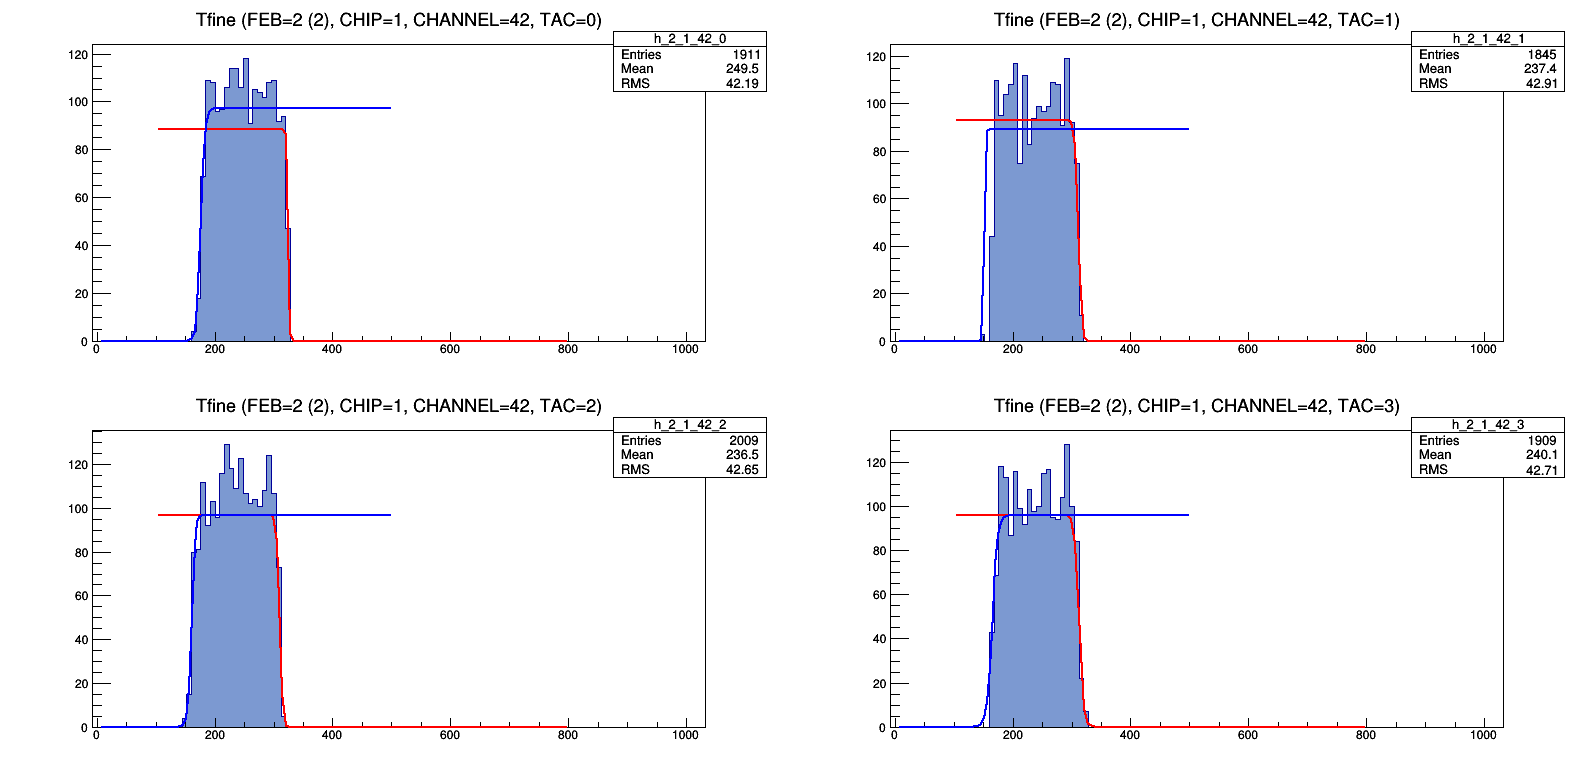 Tfine (FEB=2 (2), CHIP=1, CHANNEL=42, TAC=0)
h_2_1_42_0
Entries 1911
Mean 249.5
RMS 42.19
120
100
80
60
40
20
0
0 200 400 600 800 1000
Tfine (FEB=2 (2), CHIP=1, CHANNEL=42, TAC=1)
h_2_1_42_1
Entries 1845
Mean 237.4
RMS 42.91
120
100
80
60
40
20
0
0 200 400 600 800 1000
Tfine (FEB=2 (2), CHIP=1, CHANNEL=42, TAC=2)
h_2_1_42_2
Entries 2009
Mean 236.5
RMS 42.65
120
100
80
60
40
20
0
0 200 400 600 800 1000
Tfine (FEB=2 (2), CHIP=1, CHANNEL=42, TAC=3)
h_2_1_42_3
Entries 1909
Mean 240.1
RMS 42.71
120
100
80
60
40
20
0
0 200 400 600 800 1000